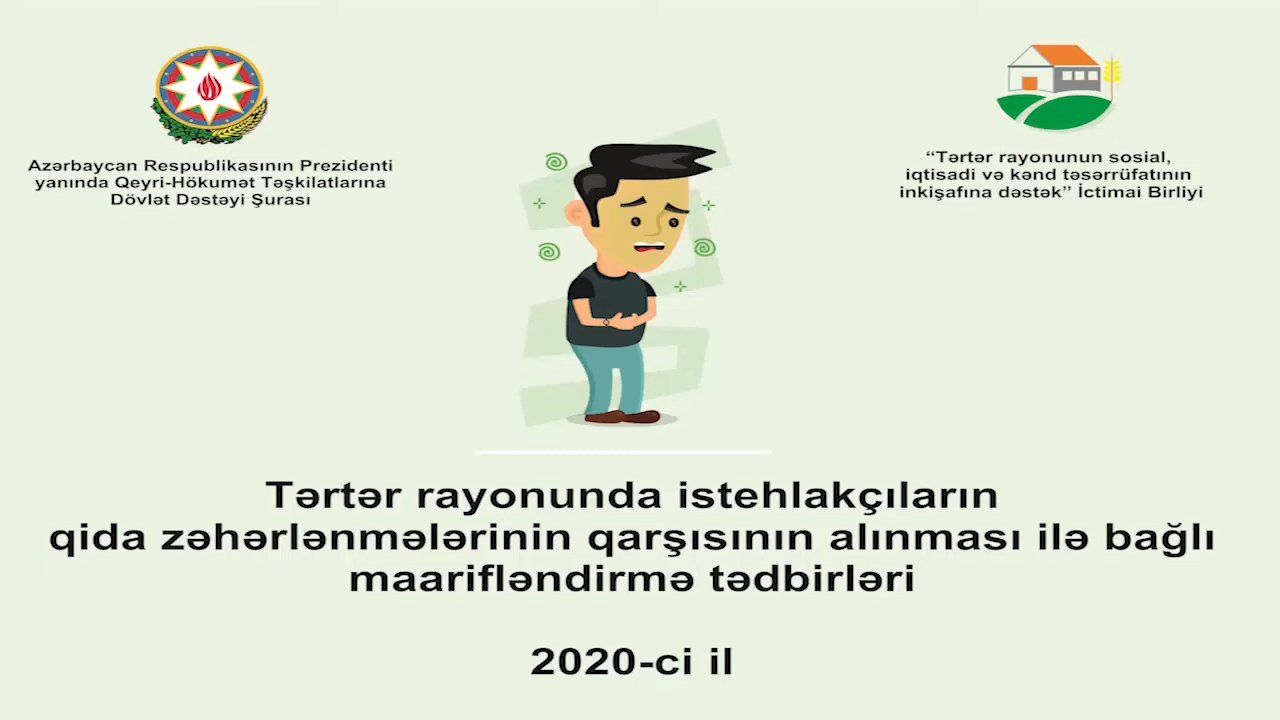 Azərbaycan Respublikasının Prezidenti
yanında Qeyri-Hökumət Təşkilatlarına
Dövlət Dəstəyi Şurası
“Tərtər rayonunun sosial,
iqtisadi və kənd təsərrüfatının
inkişafına dəstək” İctimai Birliyi
Tərtər rayonunda istehlakçıların
qida zəhərlənmələrinin qarşısının alınması ilə bağlı
maarifləndirmə tədbirləri
2020-ci il